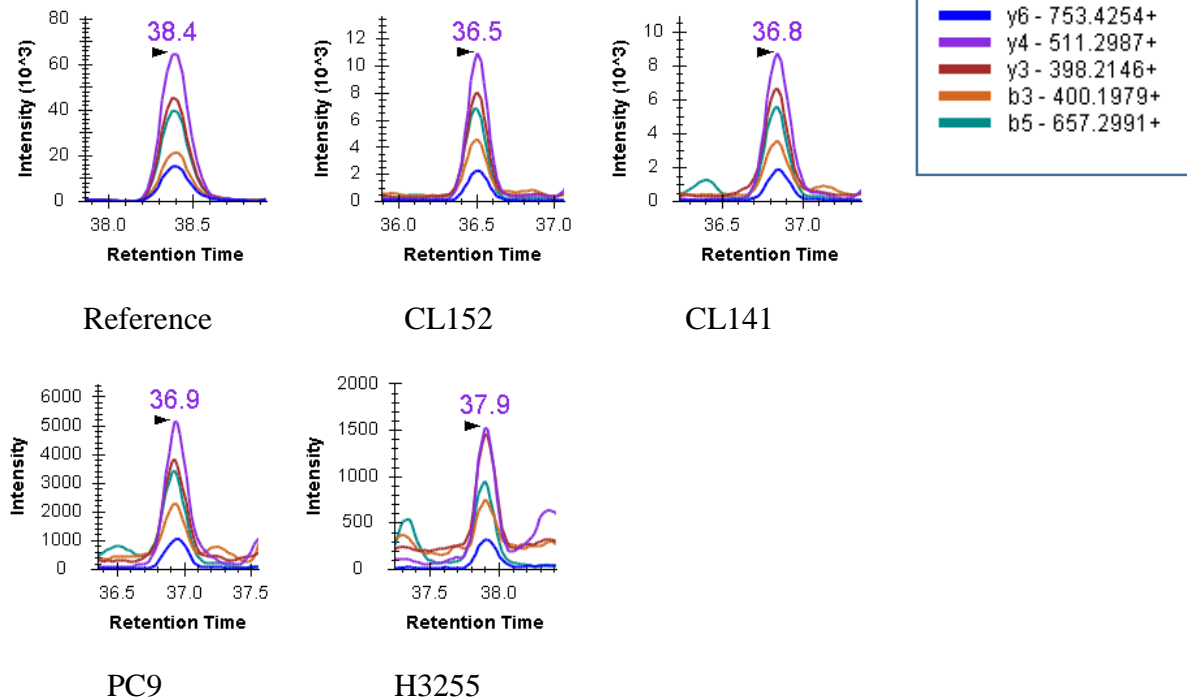 38.4
Intensity (10^3)
80
60
40
20
0
38.0 38.5
Retention Time
Reference
36.5
Intensity (10^3)
12
10
8
6
4
2
0
36.0 36.5 37.0
Retention Time
CL152
36.8
Intensity (10^3)
10
8
6
4
2
0
36.5 37.0
Retention Time
CL141
y6 - 753.4254+
y4 - 511.2987+
y3 - 398.2146+
b3 - 400.1979+
b5 - 657.2991+
36.9
Intensity
6000
5000
4000
3000
2000
1000
0
36.5 37.0 37.5
Retention Time
PC9
37.9
Intensity
2000
1500
1000
500
0
37.5 38.0
Retention Time
H3255